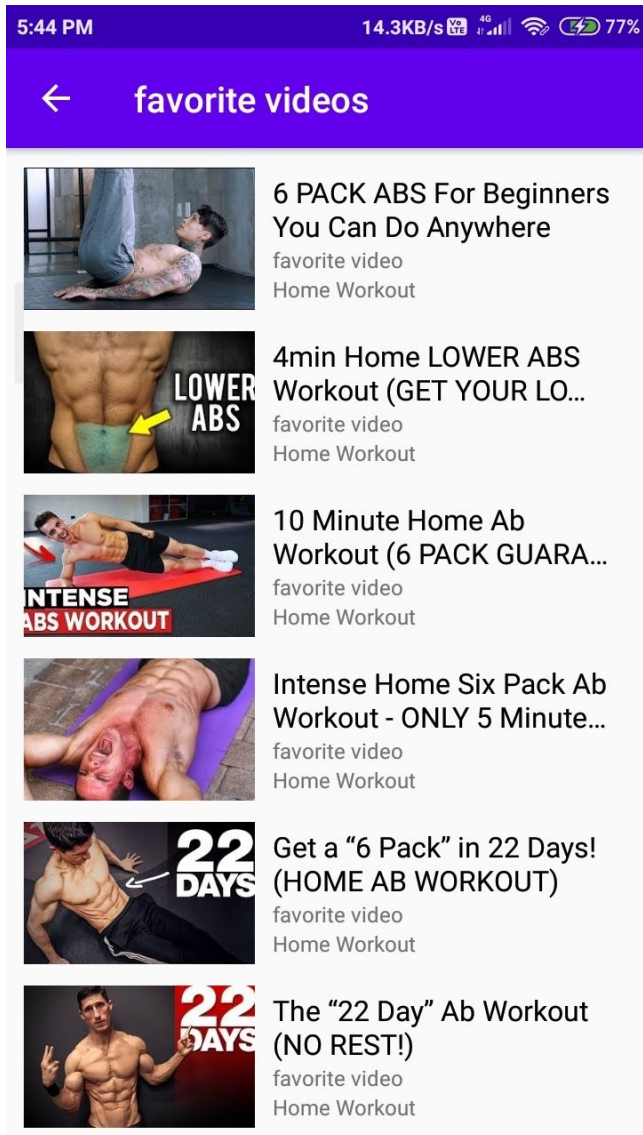 5:44 PM 14.3KB/s Vo LTE 4G 77%
favorite videos
6 PACK ABS For Beginners
You Can Do Anywhere
favorite video
Home Workout
LOWER
ABS
4min Home LOWER ABS
Workout (GET YOUR LO...
favorite video
Home Workout
INTENSE
ABS WORKOUT
10 Minute Home Ab
Workout (6 PACK GUARA...
favorite video
Home Workout
Intense Home Six Pack Ab
Workout - ONLY 5 Minute...
favorite video
Home Workout
22
DAYS
Get a “6 Pack” in 22 Days!
(HOME AB WORKOUT)
favorite video
Home Workout
22
DAYS
The “22 Day” Ab Workout
(NO REST!)
favorite video
Home Workout